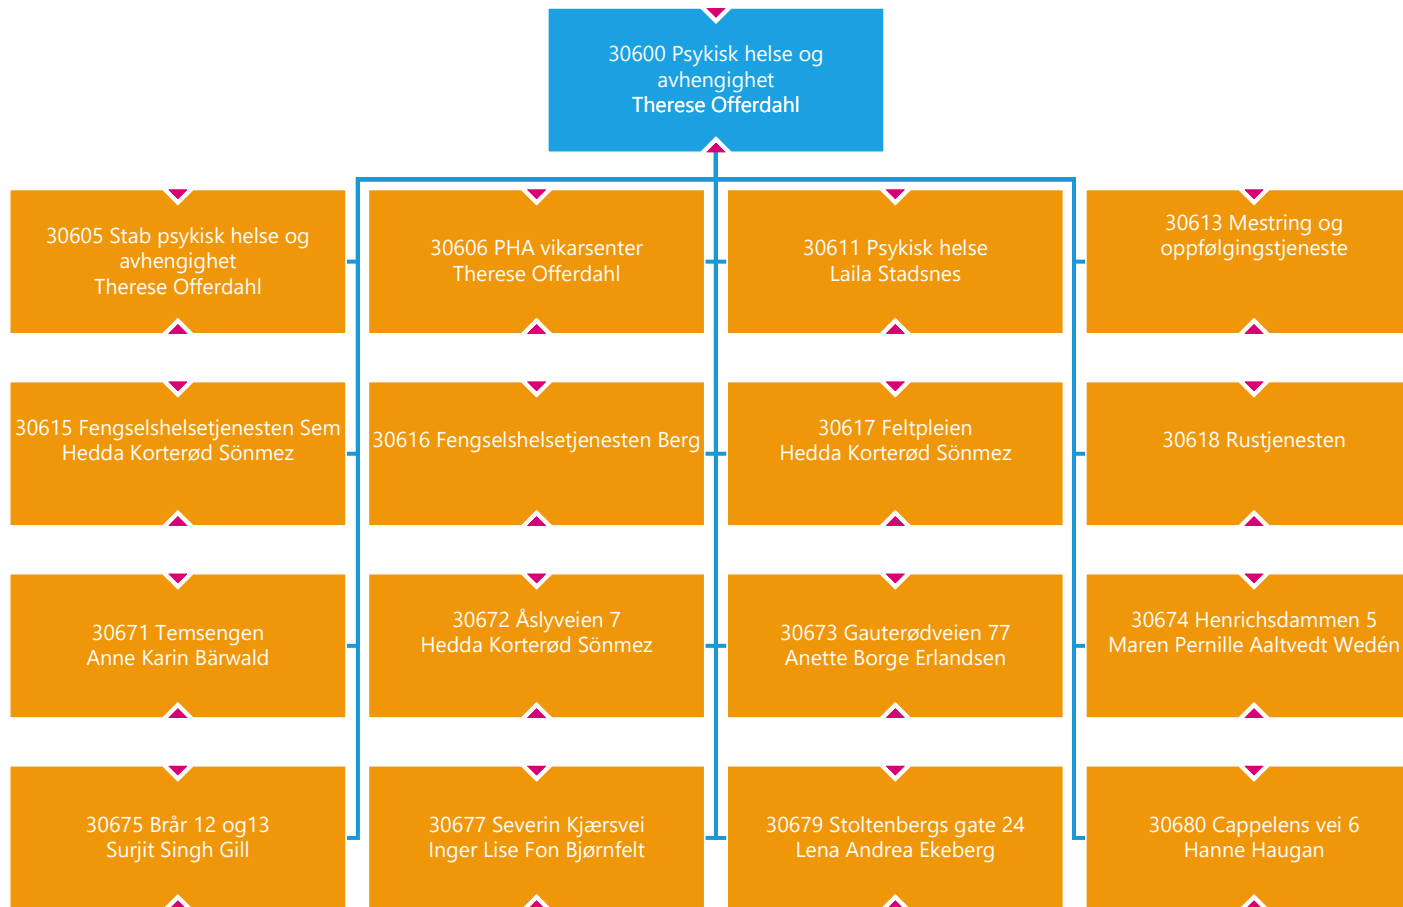 30600 Psykisk helse og
avhengighet
Therese Offerdahl
30605 Stab psykisk helse og
avhengighet
Therese Offerdahl
30606 PHA vikarsenter
Therese Offerdahl
30611 Psykisk helse
Laila Stadsnes
30613 Mestring og
oppfølgingstjeneste
30615 Fengselshelsetjenesten Sem
Hedda Korterød Sönmez
30616 Fengselshelsetjenesten Berg
30617 Feltpleien
Hedda Korterød Sönmez
30618 Rustjenesten
30671 Temsengen
Anne Karin Bärwald
30672 Åslyveien 7
Hedda Korterød Sönmez
30673 Gauterødveien 77
Anette Borge Erlandsen
30674 Henrichsdammen 5
Maren Pernille Aaltvedt Wedén
30675 Brår 12 og13
Surjit Singh Gill
30677 Severin Kjærsvei
Inger Lise Fon Bjørnfelt
30679 Stoltenbergs gate 24
Lena Andrea Ekeberg
30680 Cappelens vei 6
Hanne Haugan